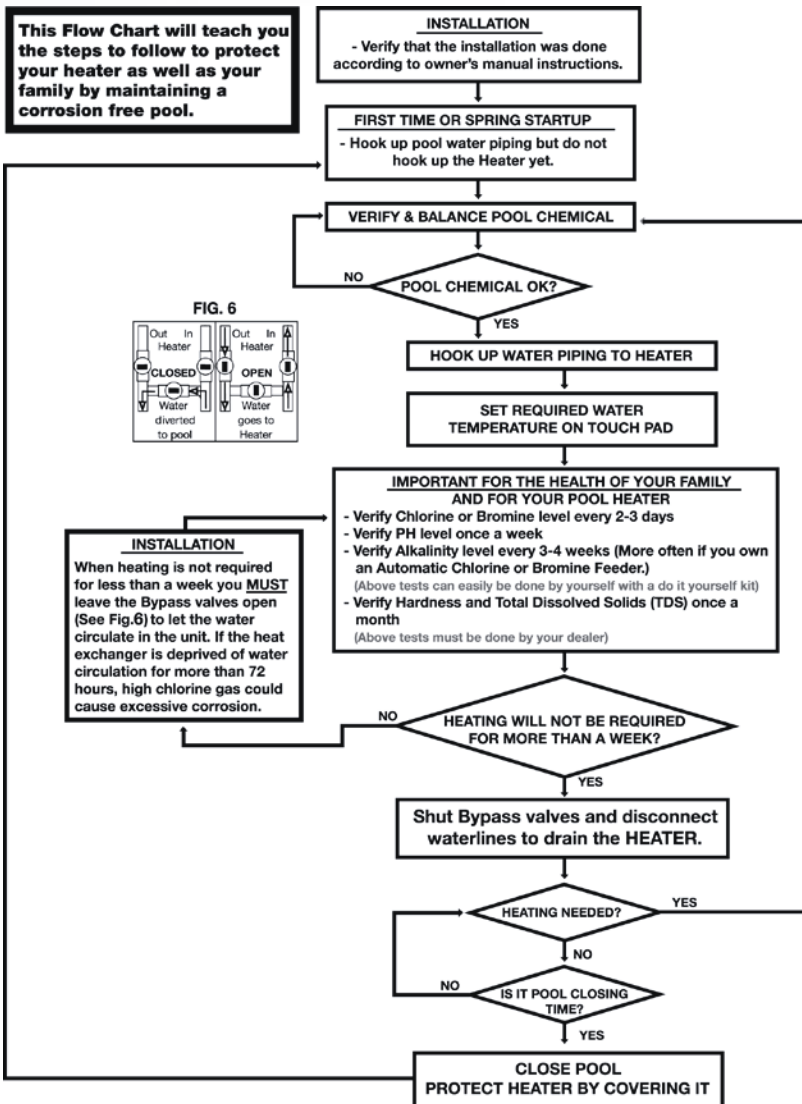 This Flow Chart will teach you
the steps to follow to protect
your heater as well as your
family by maintaining a
corrosion free pool.
INSTALLATION
- Verify that the installation was done
according to owner's manual instructions.
FIRST TIME OR SPRING STARTUP
- Hook up pool water piping but do not
hook up the Heater yet.
VERIFY & BALANCE POOL CHEMICAL
NO
POOL CHEMICAL OK?
YES
FIG. 6
Out In
Heater
CLOSED
Water
diverted
to pool
Out In
Heater
OPEN
Water
goes to
Heater
HOOK UP WATER PIPING TO HEATER
SET REQUIRED WATER
TEMPERATURE ON TOUCH PAD
IMPORTANT FOR THE HEALTH OF YOUR FAMILY
AND FOR YOUR POOL HEATER
- Verify Chlorine or Bromine level every 2-3 days
- Verify PH level once a week
- Verify Alkalinity level every 3-4 weeks (More often if you own
an Automatic Chlorine or Bromine Feeder.)
(Above tests can easily be done by yourself with a do it yourself kit)
- Verify Hardness and Total Dissolved Solids (TDS) once a
month
(Above tests must be done by your dealer)
INSTALLATION
When heating is not required
for less than a week you MUST
leave the Bypass valves open
(See Fig.6) to let the water
circulate in the unit. If the heat
exchanger is deprived of water
circulation for more than 72
hours, high chlorine gas could
cause excessive corrosion.
NO
HEATING WILL NOT BE REQUIRED
FOR MORE THAN A WEEK?
YES
Shut Bypass valves and disconnect
waterlines to drain the HEATER.
HEATING NEEDED?
YES
NO
NO
IS IT POOL CLOSING
TIME?
YES
CLOSE POOL
PROTECT HEATER BY COVERING IT